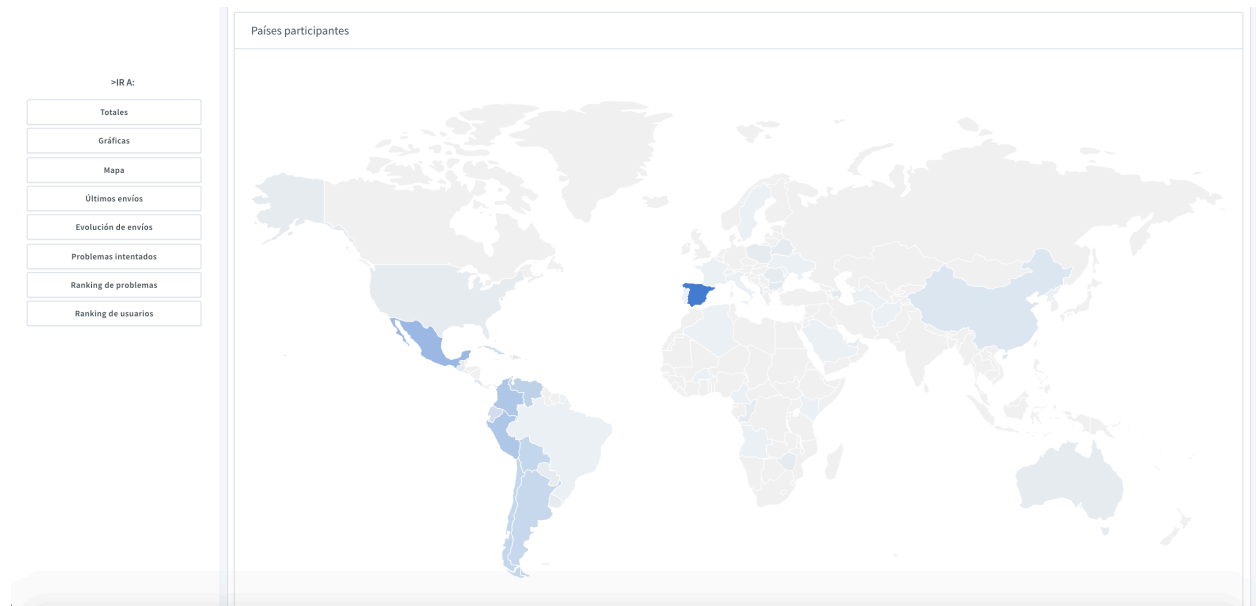 Países participantes
>IR A:
Totales
Gráficas
Mapa
Últimos envíos
Evolución de envíos
Problemas intentados
Ranking de problemas
Ranking de usuarios